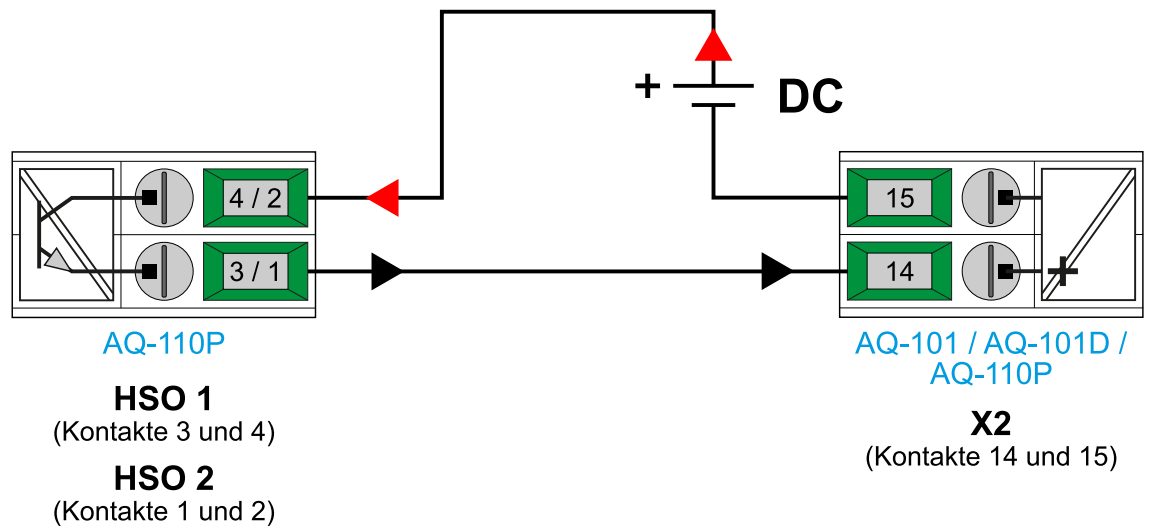 + DC
4 / 2
3 / 1
15
14
+
AQ-110P
HSO 1
(Kontakte 3 und 4)
HSO 2
(Kontakte 1 und 2)
AQ-101 / AQ-101D /
AQ-110P
X2
(Kontakte 14 und 15)